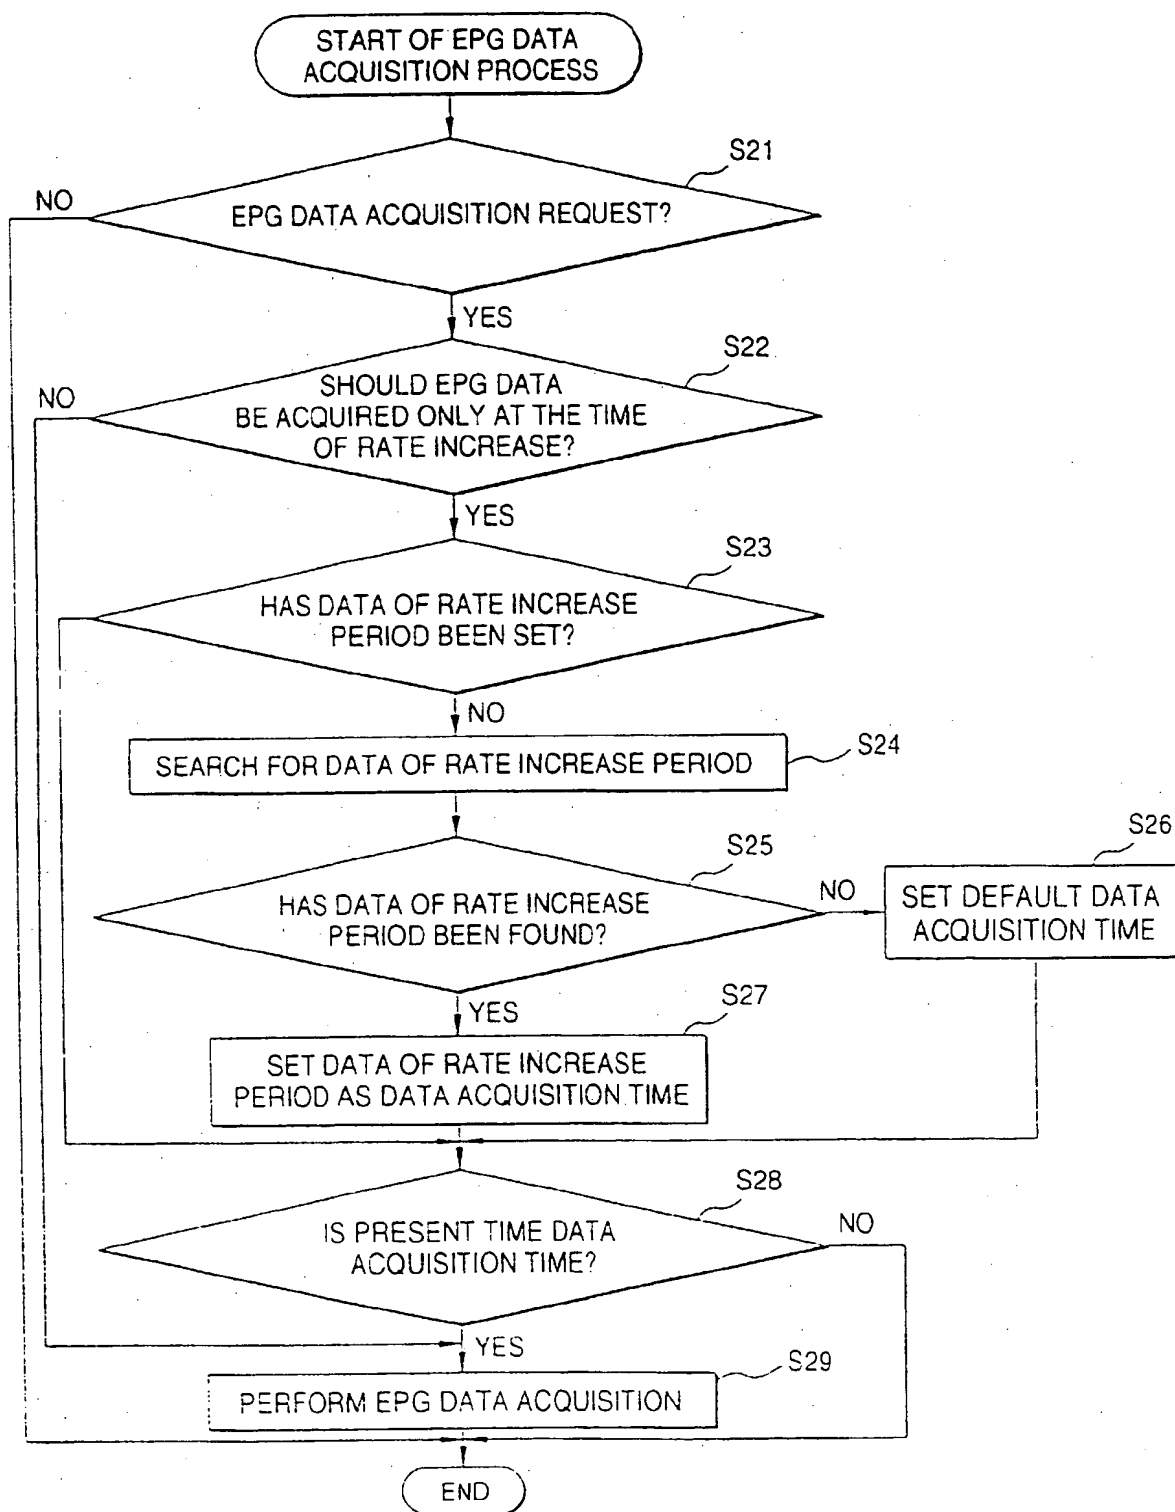 START OF EPG DATA
ACQUISITION PROCESS
S21
NO
EPG DATA ACQUISITION REQUEST?
YES
S22
NO
SHOULD EPG DATA
BE ACQUIRED ONLY AT THE TIME
OF RATE INCREASE?
YES
S23
HAS DATA OF RATE INCREASE
PERIOD BEEN SET?
NO
S24
SEARCH FOR DATA OF RATE INCREASE PERIOD
S25
HAS DATA OF RATE INCREASE
PERIOD BEEN FOUND?
NO
S26
SET DEFAULT DATA
ACQUISITION TIME
YES
S27
SET DATA OF RATE INCREASE
PERIOD AS DATA ACQUISITION TIME
S28
IS PRESENT TIME DATA
ACQUISITION TIME?
NO
YES
S29
PERFORM EPG DATA ACQUISITION
END